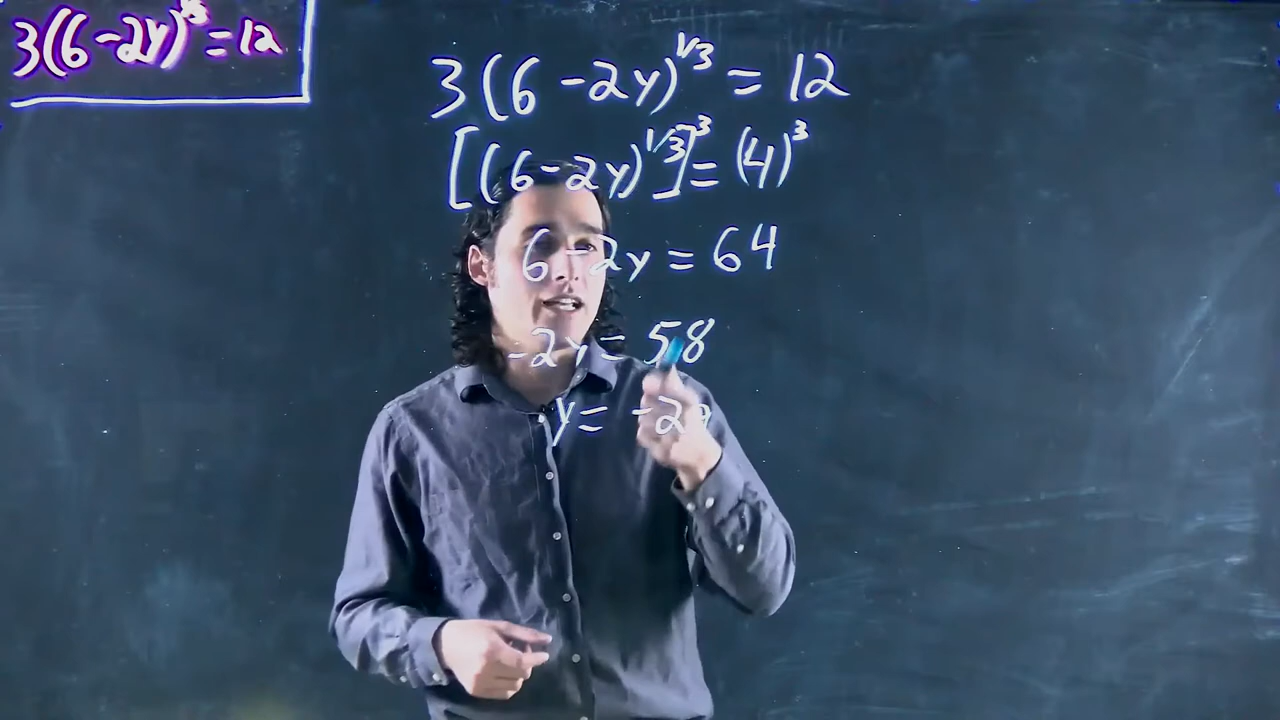 3(6-2y)^1/3 = 12
3(6-2y)^1/3 = 12
[(6-2y)^1/3]^3 = (4)^3
6-2y = 64
-2y = 58
y = -29